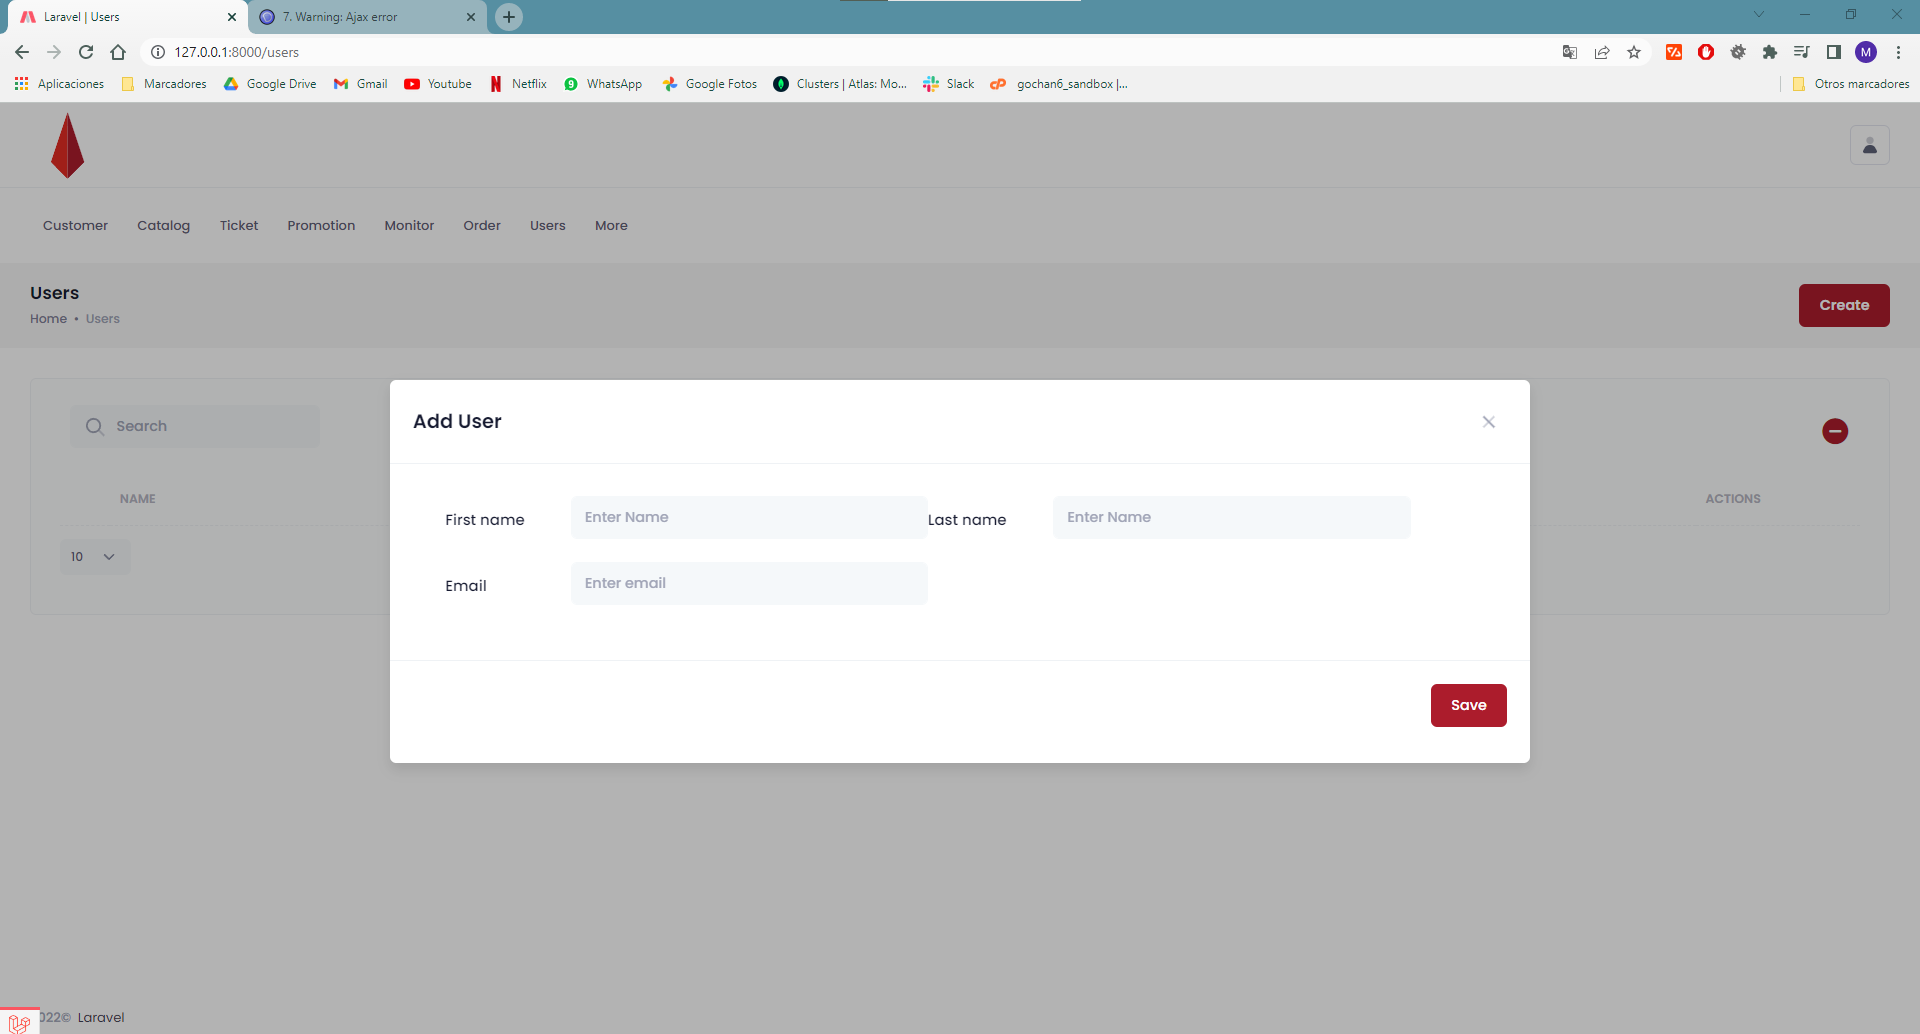 Laravel | Users
7. Warning: Ajax error
127.0.0.1:8000/users
M
Aplicaciones Marcadores Google Drive Gmail Youtube Netflix WhatsApp Google Fotos Clusters | Atlas: Mo... Slack gochan6_sandbox |... Otros marcadores
Customer Catalog Ticket Promotion Monitor Order Users More
Users
Home • Users
Create
Search
NAME
ACTIONS
10
Add User
First name Enter Name Last name Enter Name
Email Enter email
Save
022© Laravel